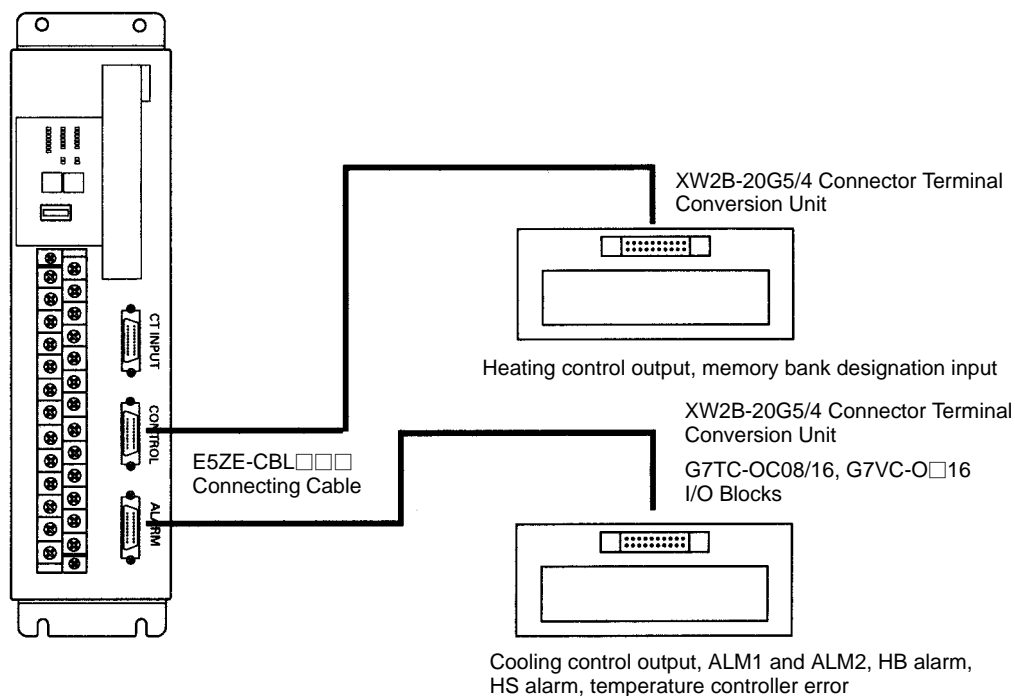 XW2B-20G5/4 Connector Terminal
Conversion Unit
CT INPUT
Heating control output, memory bank designation input
CONTROL
XW2B-20G5/4 Connector Terminal
Conversion Unit
E5ZE-CBL□□□
Connecting Cable
G7TC-OC08/16, G7VC-O□16
I/O Blocks
ALARM
Cooling control output, ALM1 and ALM2, HB alarm,
HS alarm, temperature controller error